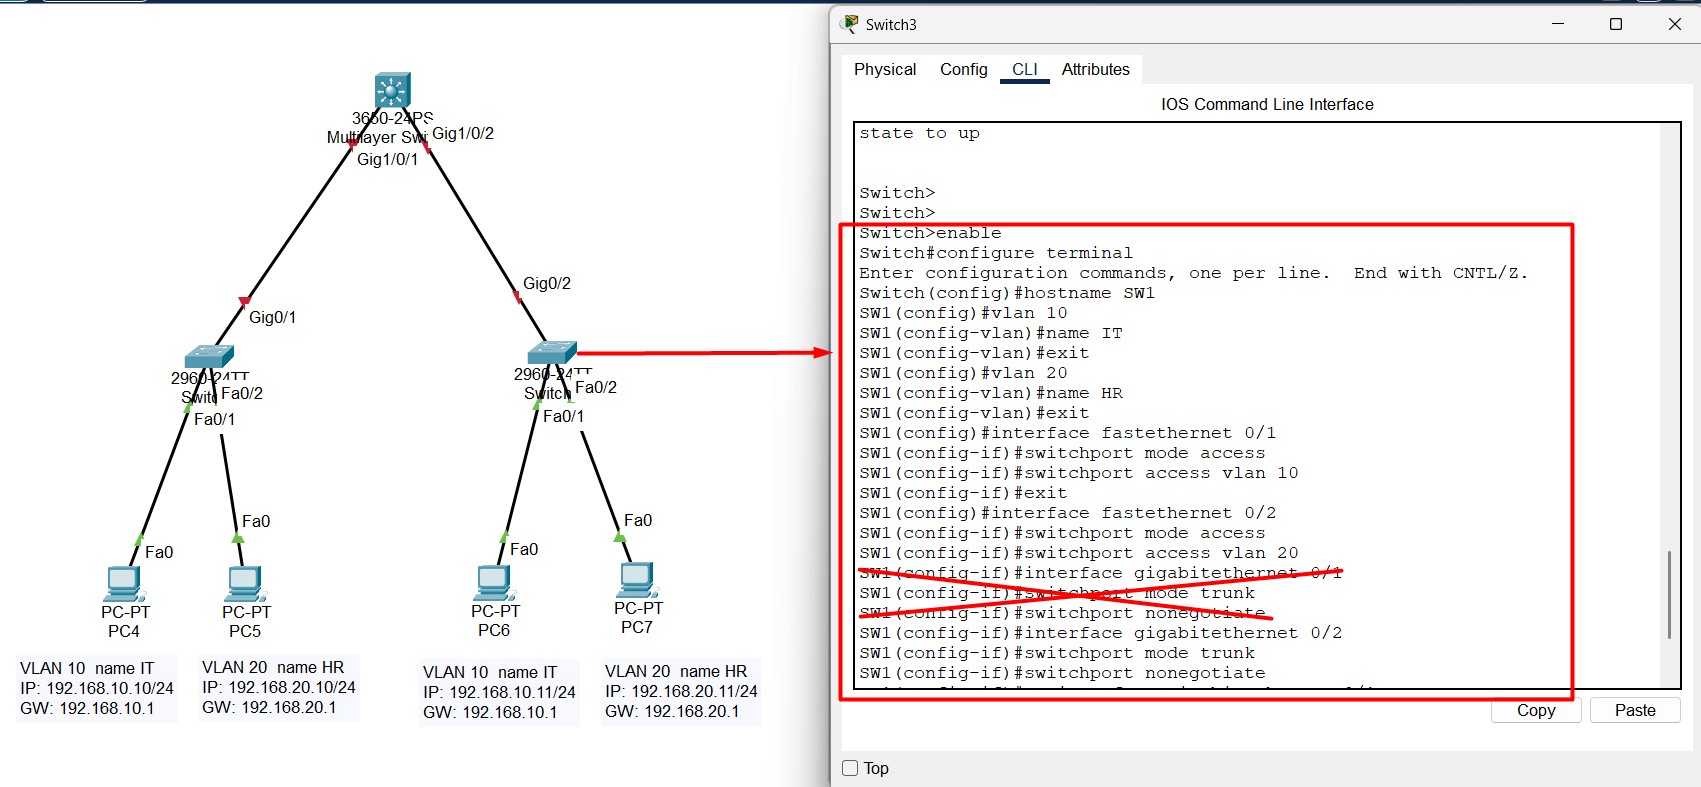 3650-24PS
Multilayer Swi
Gig1/0/2
Gig1/0/1
Gig0/1
Gig0/2
2960-24TT
Switc
Fa0/2
Fa0/1
2960-24TT
Switch
Fa0/2
Fa0/1
Fa0
Fa0
Fa0
Fa0
PC-PT
PC4
PC-PT
PC5
PC-PT
PC6
PC-PT
PC7
VLAN 10  name IT
IP: 192.168.10.10/24
GW: 192.168.10.1
VLAN 20  name HR
IP: 192.168.20.10/24
GW: 192.168.20.1
VLAN 10  name IT
IP: 192.168.10.11/24
GW: 192.168.10.1
VLAN 20  name HR
IP: 192.168.20.11/24
GW: 192.168.20.1
Switch3
Physical Config CLI Attributes
IOS Command Line Interface
state to up
Switch>
Switch>
Switch>enable
Switch#configure terminal
Enter configuration commands, one per line.  End with CNTL/Z.
Switch(config)#hostname SW1
SW1(config)#vlan 10
SW1(config-vlan)#name IT
SW1(config-vlan)#exit
SW1(config)#vlan 20
SW1(config-vlan)#name HR
SW1(config-vlan)#exit
SW1(config)#interface fastethernet 0/1
SW1(config-if)#switchport mode access
SW1(config-if)#switchport access vlan 10
SW1(config-if)#exit
SW1(config)#interface fastethernet 0/2
SW1(config-if)#switchport mode access
SW1(config-if)#switchport access vlan 20
SW1(config-if)#interface gigabitethernet 0/1
SW1(config-if)#switchport mode trunk
SW1(config-if)#switchport nonegotiate
SW1(config-if)#interface gigabitethernet 0/2
SW1(config-if)#switchport mode trunk
SW1(config-if)#switchport nonegotiate
Copy Paste
Top